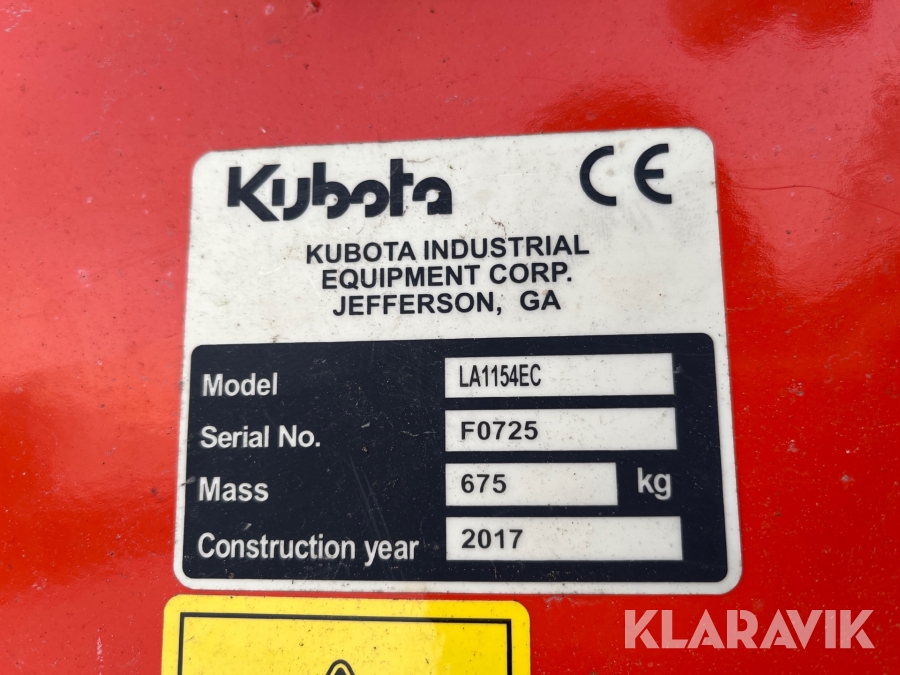 Kubota CE
KUBOTA INDUSTRIAL
EQUIPMENT CORP.
JEFFERSON, GA
Model LA1154EC
Serial No. F0725
Mass 675 kg
Construction year 2017
KLARAVIK